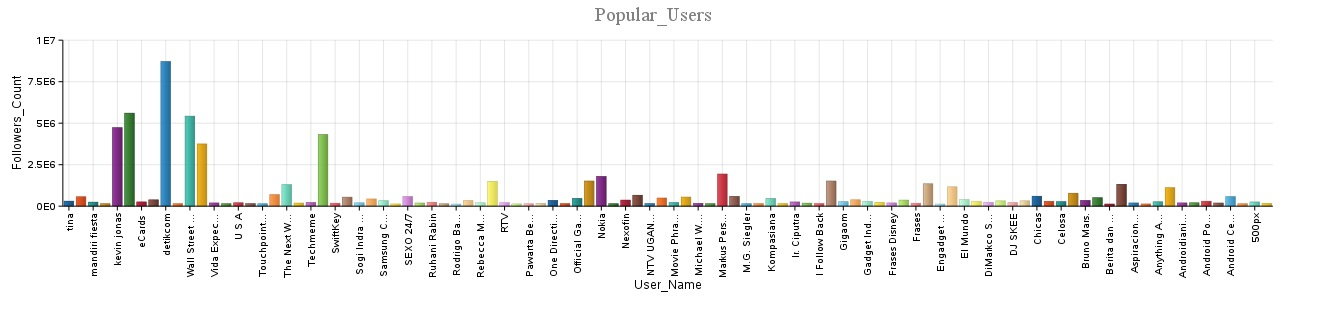 Popular_Users
Followers_Count
1E7
7.5E6
5E6
2.5E6
0E0
tina
mandiri fiesta
kevin jonas
eCards
detikcom
Wall Street...
Vida Expec...
U S A
Touchpoint...
The Next W...
Techmeme
SwiftKey
Sogi Indra...
Samsung C...
SEXO 24/7
Ruhani Rabin
Rodrigo Ba...
Rebecca M...
RTV
Pawarta Be...
One Directi...
Official Ga...
Nokia
Nexofin
NTV UGAN...
Movie Phra...
Michael W....
Markus Pers...
M.G. Siegler
Kompasiana
Ir. Ciputra
I Follow Back
Gigaom
Gadget Ind...
Frases Disney
Frases
Engadget ...
El Mundo
DiMarkco S...
DJ SKEE
Chicas
Celosa
Bruno Mars...
Berita dan ...
Aspiracion...
Anything A...
Androidiani...
Android Po...
Android Ce...
500px
User_Name